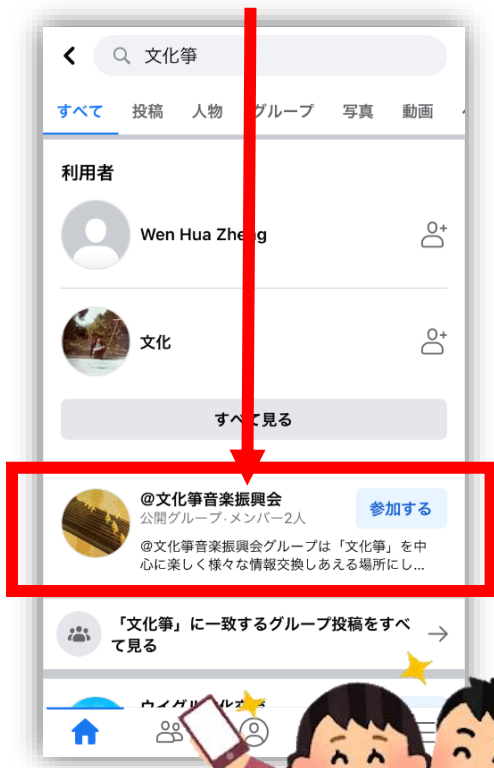 文化箏
すべて 投稿 人物 グループ 写真 動画
利用者
Wen Hua Zheng
文化
すべて見る
@文化箏音楽振興会
公開グループ·メンバー2人
参加する
@文化箏音楽振興会グループは「文化箏」を中
心に楽しく様々な情報交換しあえる場所にし...
「文化箏」に一致するグループ投稿をすべ
て見る